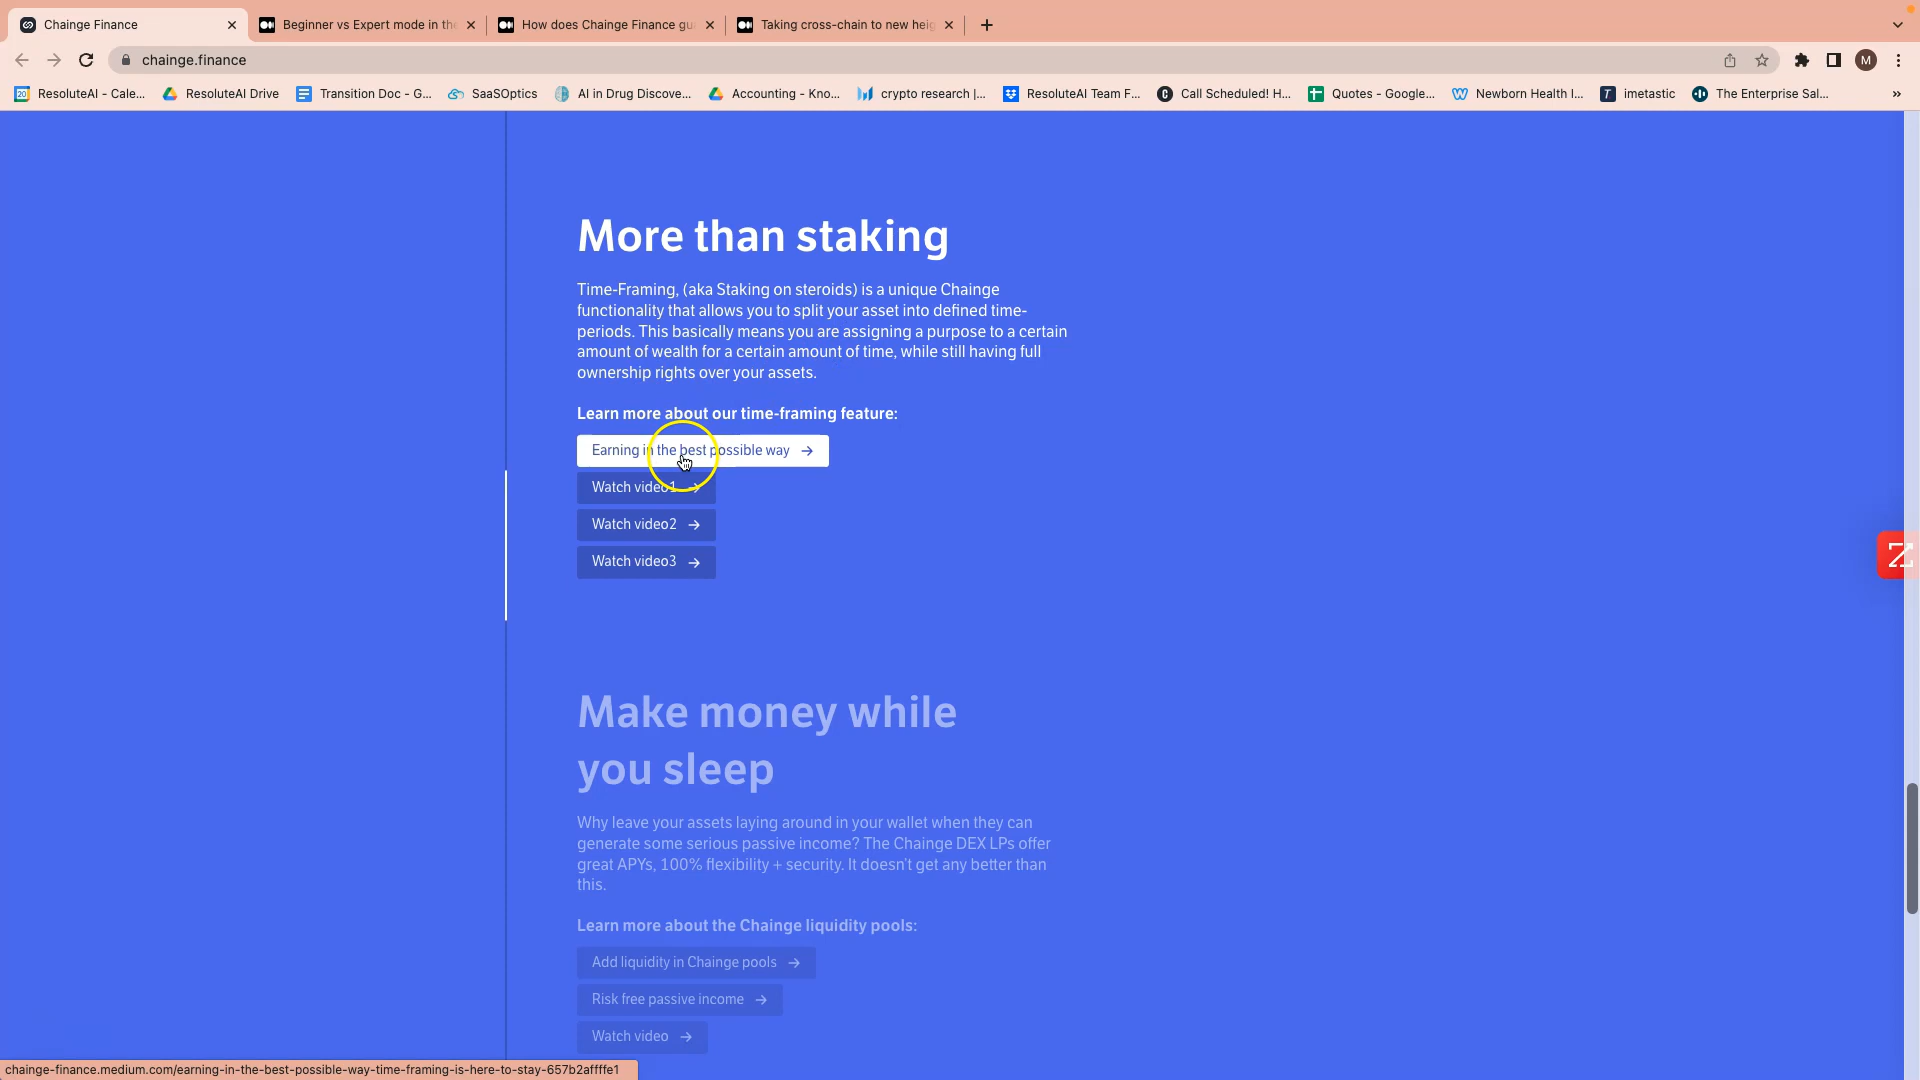 Chainge Finance
Beginner vs Expert mode in the
How does Chainge Finance gu
Taking cross-chain to new heig
chainge.finance
M
20
ResoluteAI - Cale...
ResoluteAI Drive
Transition Doc - G...
SaaSOptics
AI in Drug Discove...
Accounting - Kno...
crypto research |...
ResoluteAI Team F...
Call Scheduled! H...
Quotes - Google...
Newborn Health I...
imetastic
The Enterprise Sal...
More than staking
Time-Framing, (aka Staking on steroids) is a unique Chainge
functionality that allows you to split your asset into defined time-
periods. This basically means you are assigning a purpose to a certain
amount of wealth for a certain amount of time, while still having full
ownership rights over your assets.
Learn more about our time-framing feature:
Earning in the best possible way →
Watch video1 →
Watch video2 →
Watch video3 →
Make money while
you sleep
Why leave your assets laying around in your wallet when they can
generate some serious passive income? The Chainge DEX LPs offer
great APYs, 100% flexibility + security. It doesn't get any better than
this.
Learn more about the Chainge liquidity pools:
Add liquidity in Chainge pools →
Risk free passive income →
Watch video →
chainge-finance.medium.com/earning-in-the-best-possible-way-time-framing-is-here-to-stay-657b2affffe1